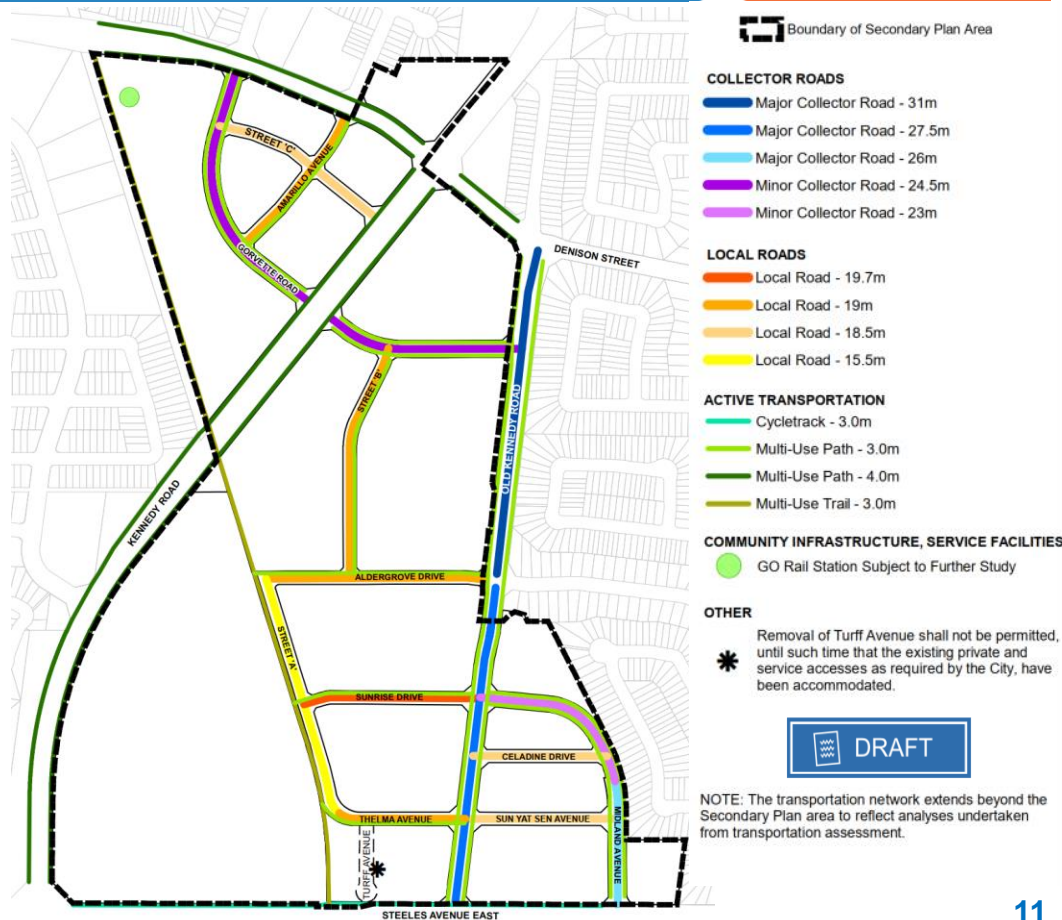 STREET 'C'
AMARILLO AVENUE
GORVETTE ROAD
DENISON STREET
STREET 'B'
OLD KENNEDY ROAD
KENNEDY ROAD
ALDERGROVE DRIVE
STREET 'A'
SUNRISE DRIVE
CELADINE DRIVE
THELMA AVENUE
SUN YAT SEN AVENUE
MIDLAND AVENUE
TURFF AVENUE
STEELES AVENUE EAST
Boundary of Secondary Plan Area
COLLECTOR ROADS
Major Collector Road - 31m
Major Collector Road - 27.5m
Major Collector Road - 26m
Minor Collector Road - 24.5m
Minor Collector Road - 23m
LOCAL ROADS
Local Road - 19.7m
Local Road - 19m
Local Road - 18.5m
Local Road - 15.5m
ACTIVE TRANSPORTATION
Cycletrack - 3.0m
Multi-Use Path - 3.0m
Multi-Use Path - 4.0m
Multi-Use Trail - 3.0m
COMMUNITY INFRASTRUCTURE, SERVICE FACILITIES
GO Rail Station Subject to Further Study
OTHER
Removal of Turff Avenue shall not be permitted,
until such time that the existing private and
service accesses as required by the City, have
been accommodated.
DRAFT
NOTE: The transportation network extends beyond the
Secondary Plan area to reflect analyses undertaken
from transportation assessment.
11